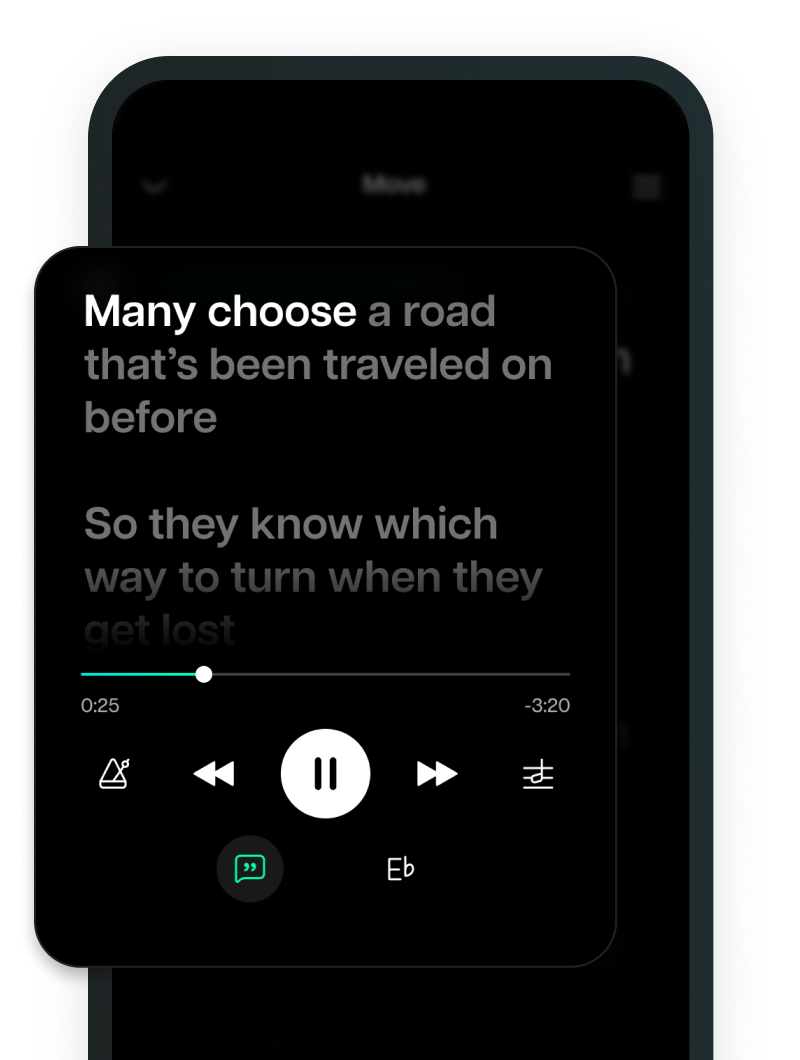 Move
Many choose a road
that’s been traveled on
before
So they know which
way to turn when they
get lost
0:25
-3:20
Eb